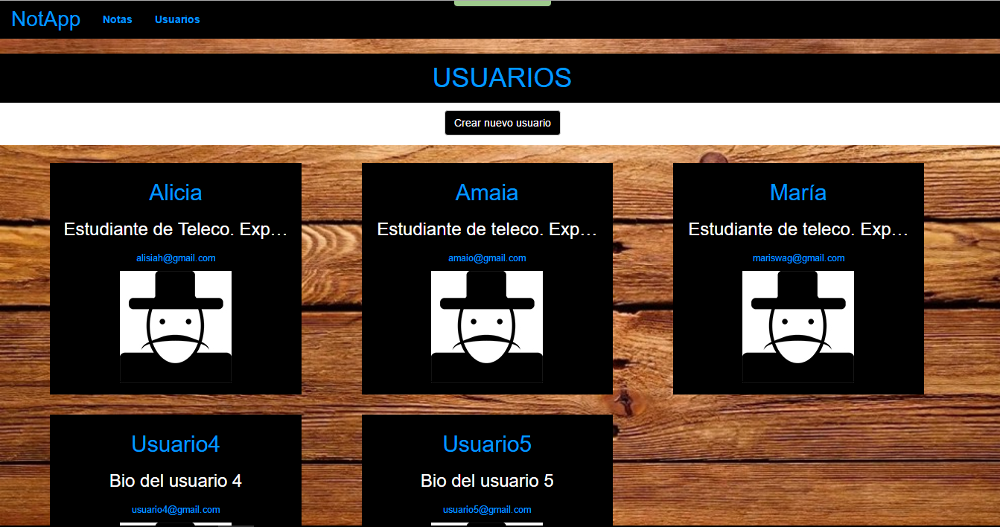 NotApp Notas Usuarios
USUARIOS
Crear nuevo usuario
Alicia
Estudiante de Teleco. Exp...
alisiah@gmail.com
Amaia
Estudiante de teleco. Exp...
amaio@gmail.com
María
Estudiante de teleco. Exp...
mariswag@gmail.com
Usuario4
Bio del usuario 4
usuario4@gmail.com
Usuario5
Bio del usuario 5
usuario5@gmail.com